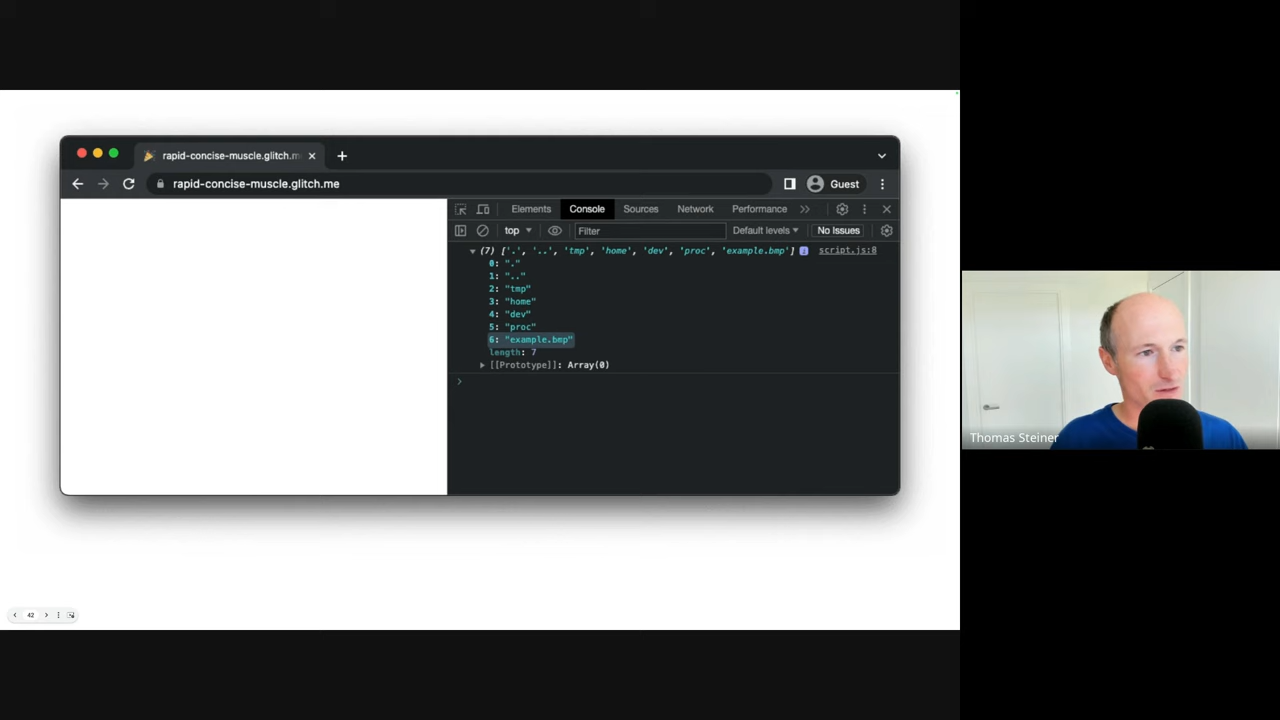 rapid-concise-muscle.glitch.m
rapid-concise-muscle.glitch.me
Guest
Elements Console Sources Network Performance
top Filter Default levels No Issues
(7) ['.', '..', 'tmp', 'home', 'dev', 'proc', 'example.bmp'] i script.js:8
0: "."
1: ".."
2: "tmp"
3: "home"
4: "dev"
5: "proc"
6: "example.bmp"
length: 7
[[Prototype]]: Array(0)
Thomas Steiner
42